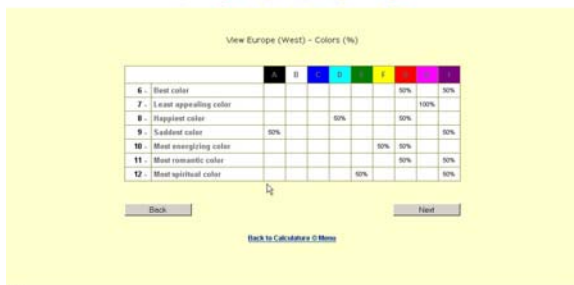 View Europe (West) - Colors (%)
A B C D E F
6 - Best color 50% 50%
7 - Least appealing color 100%
8 - Happiest color 50% 50%
9 - Saddest color 50% 50%
10 - Most energizing color 50% 50%
11 - Most romantic color 50% 50%
12 - Most spiritual color 50% 50%
Back Next
Back to Calculature © Menu